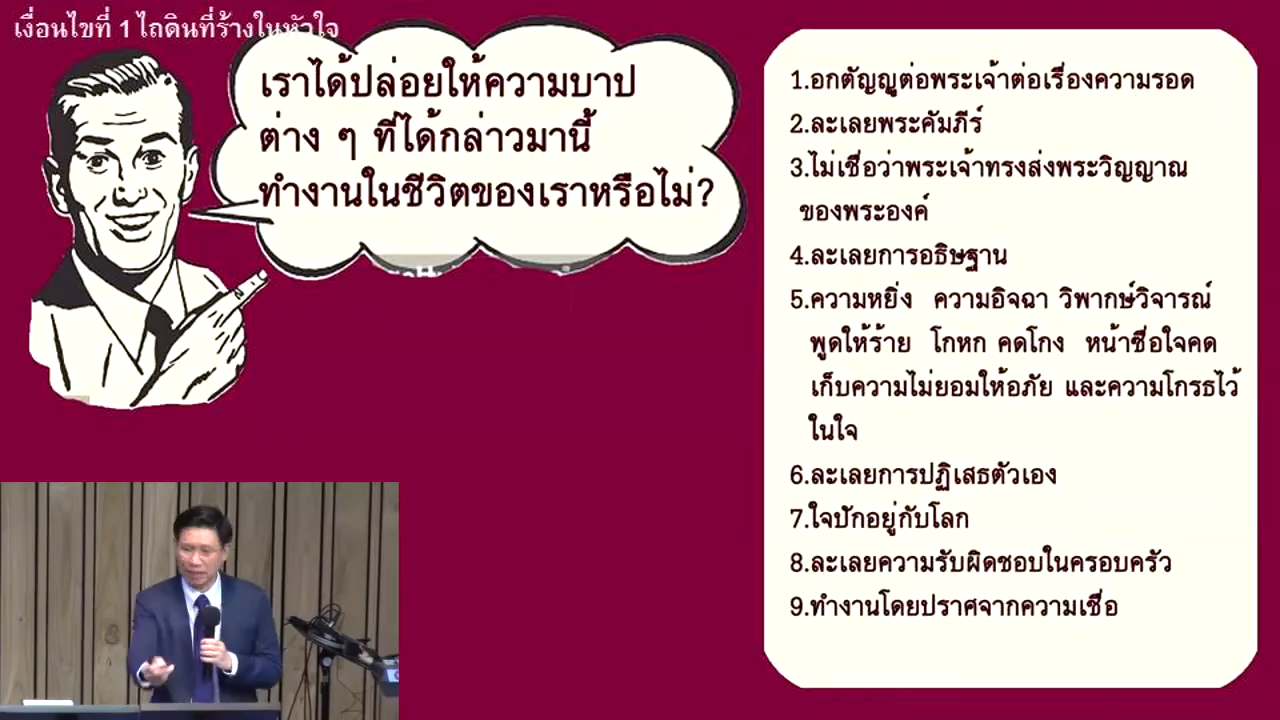 เงื่อนไขที่ 1 ไถดินที่ร้างในหัวใจ
เราได้ปล่อยให้ความบาป
ต่าง ๆ ที่ได้กล่าวมานี้
ทำงานในชีวิตของเราหรือไม่?
1.อกตัญญูต่อพระเจ้าต่อเรื่องความรอด
2.ละเลยพระคัมภีร์
3.ไม่เชื่อว่าพระเจ้าทรงส่งพระวิญญาณ
ของพระองค์
4.ละเลยการอธิษฐาน
5.ความหยิ่ง ความอิจฉา วิพากษ์วิจารณ์
พูดให้ร้าย โกหก คดโกง หน้าซื่อใจคด
เก็บความไม่ยอมให้อภัย และความโกรธไว้
ในใจ
6.ละเลยการปฏิเสธตัวเอง
7.ใจปักอยู่กับโลก
8.ละเลยความรับผิดชอบในครอบครัว
9.ทำงานโดยปราศจากความเชื่อ